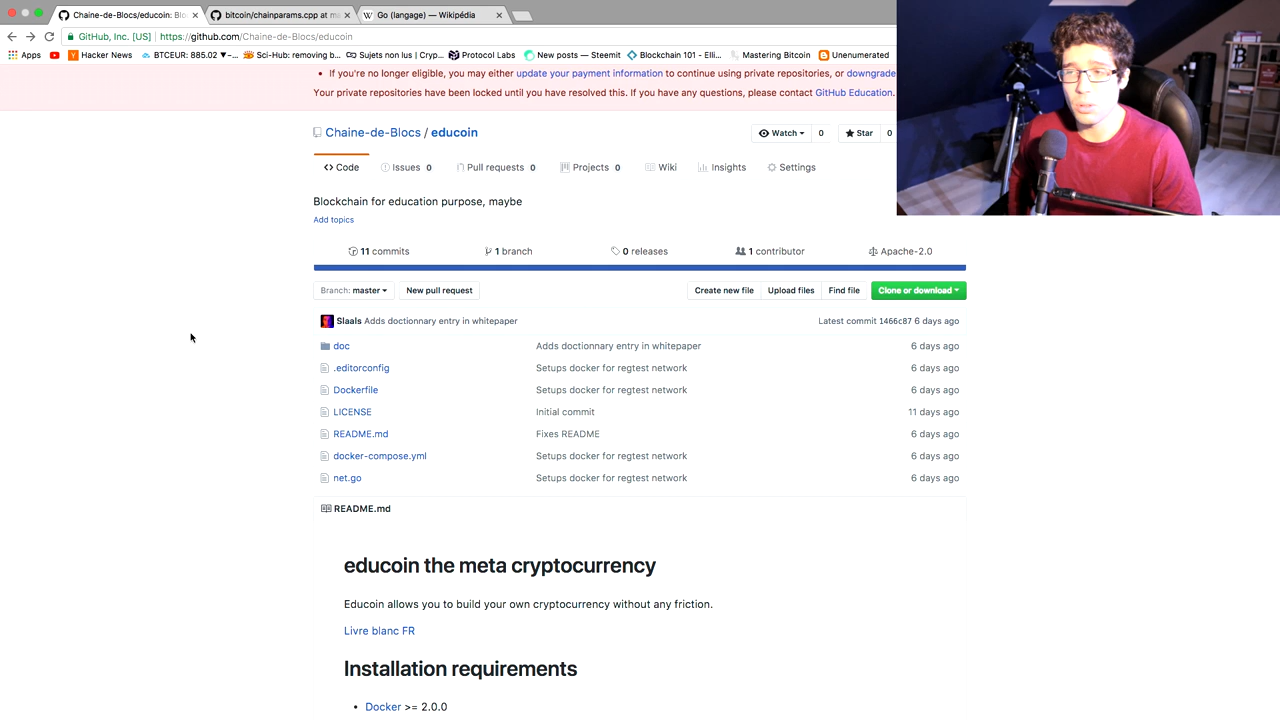 Chaine-de-Blocs/educoin: Blo
bitcoin/chainparams.cpp at ma
Go (langage) — Wikipédia
GitHub, Inc. [US] https://github.com/Chaine-de-Blocs/educoin
Apps Hacker News BTCEUR: 885.02 ▼-... Sci-Hub: removing b... Sujets non lus | Cryp... Protocol Labs New posts — Steemit Blockchain 101 - Elli... Mastering Bitcoin Unenumerated
• If you're no longer eligible, you may either update your payment information to continue using private repositories, or downgrade
Your private repositories have been locked until you have resolved this. If you have any questions, please contact GitHub Education.
Chaine-de-Blocs / educoin
Watch 0 Star 0
Code Issues 0 Pull requests 0 Projects 0 Wiki Insights Settings
Blockchain for education purpose, maybe
Add topics
11 commits 1 branch 0 releases 1 contributor Apache-2.0
Branch: master New pull request Create new file Upload files Find file Clone or download
Slaals Adds doctionnary entry in whitepaper Latest commit 1466c87 6 days ago
doc Adds doctionnary entry in whitepaper 6 days ago
.editorconfig Setups docker for regtest network 6 days ago
Dockerfile Setups docker for regtest network 6 days ago
LICENSE Initial commit 11 days ago
README.md Fixes README 6 days ago
docker-compose.yml Setups docker for regtest network 6 days ago
net.go Setups docker for regtest network 6 days ago
README.md
educoin the meta cryptocurrency
Educoin allows you to build your own cryptocurrency without any friction.
Livre blanc FR
Installation requirements
• Docker >= 2.0.0